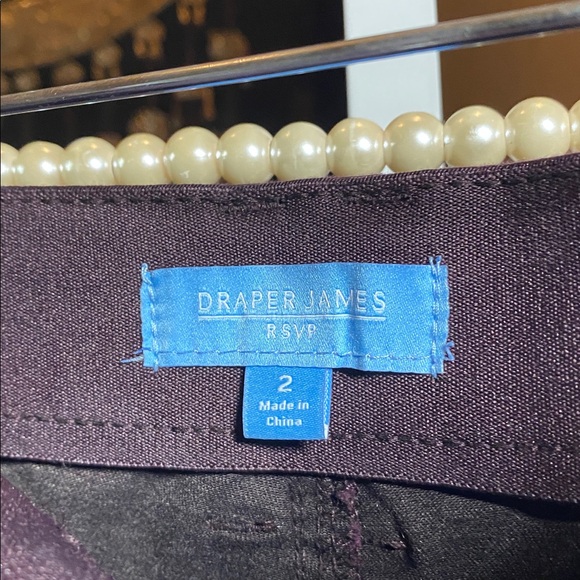 DRAPER JAMES
RSVP
2
Made in
China